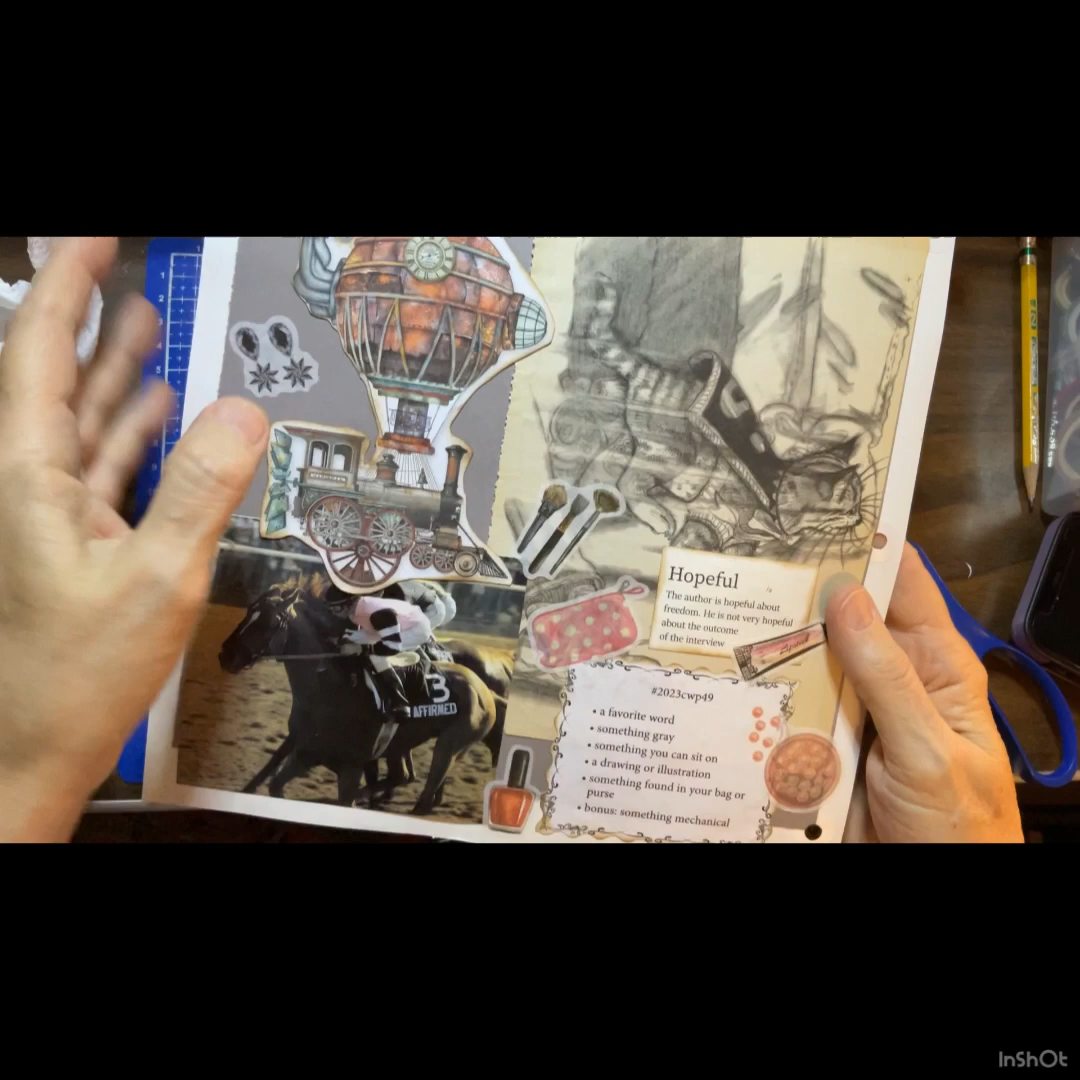 Hopeful
The author is hopeful about
freedom. He is not very hopeful
about the outcome
of the interview
#2023cwp49
• a favorite word
• something gray
• something you can sit on
• a drawing or illustration
• something found in your bag or
purse
• bonus: something mechanical
3
AFFIRMED
InShOt